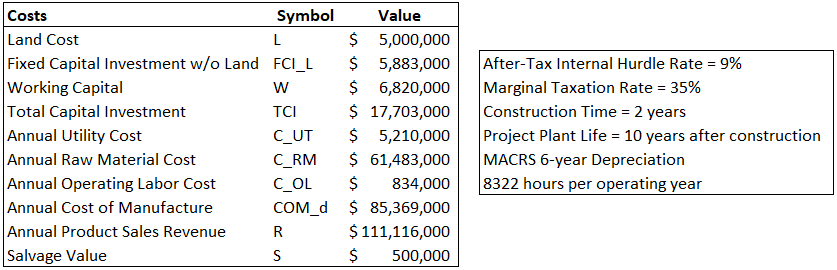 Costs Symbol Value
Land Cost L $ 5,000,000
Fixed Capital Investment w/o Land FCI_L $ 5,883,000
Working Capital W $ 6,820,000
Total Capital Investment TCI $ 17,703,000
Annual Utility Cost C_UT $ 5,210,000
Annual Raw Material Cost C_RM $ 61,483,000
Annual Operating Labor Cost C_OL $ 834,000
Annual Cost of Manufacture COM_d $ 85,369,000
Annual Product Sales Revenue R $ 111,116,000
Salvage Value S $ 500,000
After-Tax Internal Hurdle Rate = 9%
Marginal Taxation Rate = 35%
Construction Time = 2 years
Project Plant Life = 10 years after construction
MACRS 6-year Depreciation
8322 hours per operating year